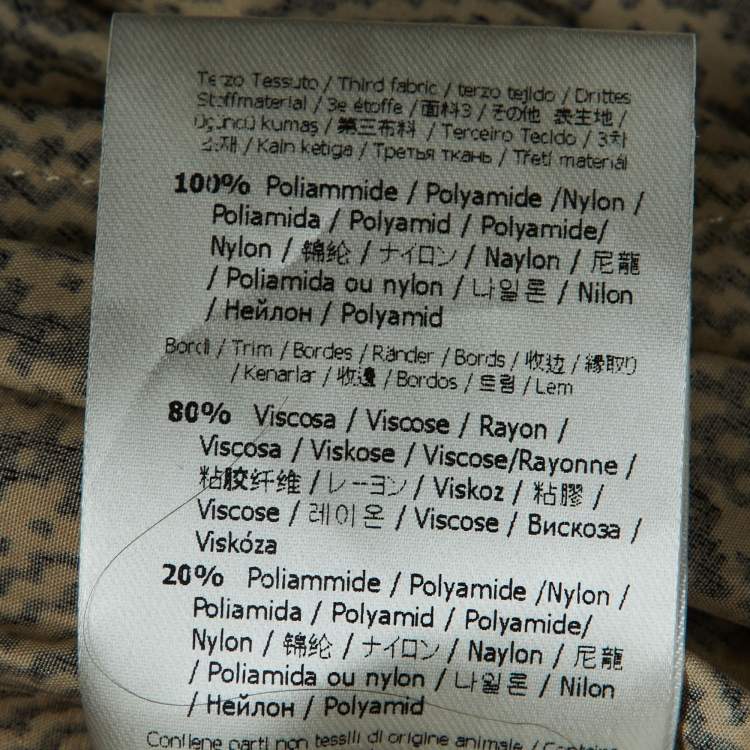 Terzo Tessuto / Third fabric / terzo tejido / Drittes
Stoffmaterial / 3e étoffe / 面料3 / その他 表生地 /
Üçüncü kumaş / 第三布料 / Terceiro Tecido / 3차
소재 / Kain ketiga / Третья ткань / Třetí materiál
100% Poliammide / Polyamide /Nylon /
Poliamida / Polyamid / Polyamide/
Nylon / 锦纶 / ナイロン / Naylon / 尼龍
/ Poliamida ou nylon / 나일론 / Nilon
/ Нейлон / Polyamid
Bordi / Trim / Bordes / Ränder / Bords / 收边 / 縁取り
/ Kenarlar / 收邊 / Bordos / 트림 / Lem
80% Viscosa / Viscose / Rayon /
Viscosa / Viskose / Viscose/Rayonne /
粘胶纤维 / レーヨン / Viskoz / 粘膠 /
Viscose / 레이온 / Viscose / Вискоза /
Viskóza
20% Poliammide / Polyamide /Nylon /
Poliamida / Polyamid / Polyamide/
Nylon / 锦纶 / ナイロン / Naylon / 尼龍
/ Poliamida ou nylon / 나일론 / Nilon
/ Нейлон / Polyamid
Contiene parti non tessili di origine animale /